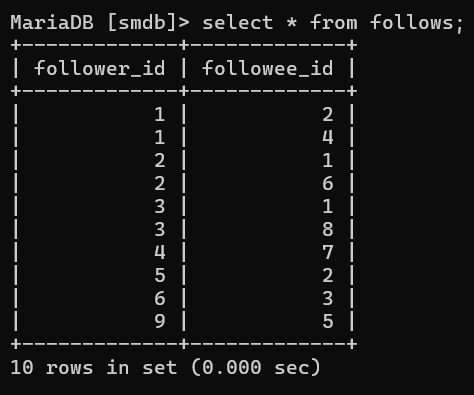 MariaDB [smdb]> select * from follows;
+-------------+-------------+
| follower_id | followee_id |
+-------------+-------------+
|           1 |           2 |
|           1 |           4 |
|           2 |           1 |
|           2 |           6 |
|           3 |           1 |
|           3 |           8 |
|           4 |           7 |
|           5 |           2 |
|           6 |           3 |
|           9 |           5 |
+-------------+-------------+
10 rows in set (0.000 sec)